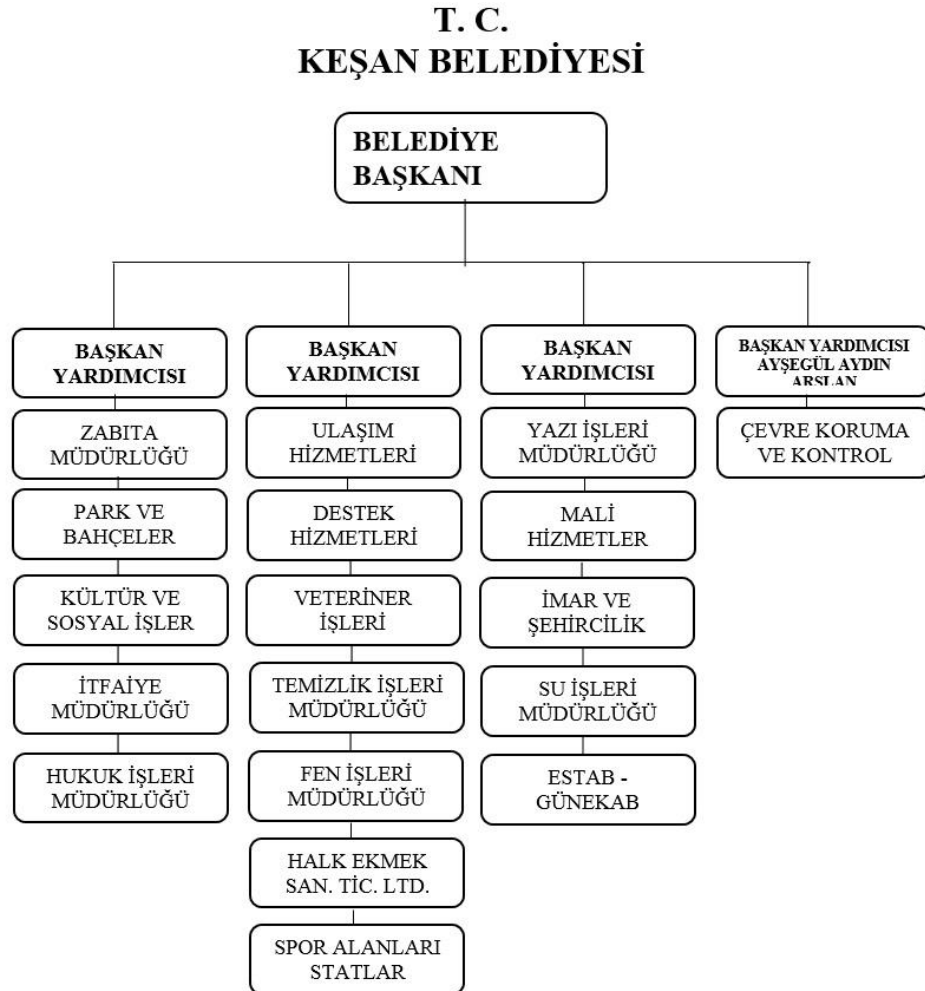 T. C.
KEŞAN BELEDİYESİ
BELEDİYE
BAŞKANI
BAŞKAN
YARDIMCISI
ZABITA
MÜDÜRLÜĞÜ
PARK VE
BAHÇELER
KÜLTÜR VE
SOSYAL İŞLER
İTFAİYE
MÜDÜRLÜĞÜ
HUKUK İŞLERİ
MÜDÜRLÜĞÜ
BAŞKAN
YARDIMCISI
ULAŞIM
HİZMETLERİ
DESTEK
HİZMETLERİ
VETERİNER
İŞLERİ
TEMİZLİK İŞLERİ
MÜDÜRLÜĞÜ
FEN İŞLERİ
MÜDÜRLÜĞÜ
HALK EKMEK
SAN. TİC. LTD.
SPOR ALANLARI
STATLAR
BAŞKAN
YARDIMCISI
YAZI İŞLERİ
MÜDÜRLÜĞÜ
MALİ
HİZMETLER
İMAR VE
ŞEHİRCİLİK
SU İŞLERİ
MÜDÜRLÜĞÜ
ESTAB -
GÜNEKAB
BAŞKAN YARDIMCISI
AYŞEGÜL AYDIN
ARSLAN
ÇEVRE KORUMA
VE KONTROL